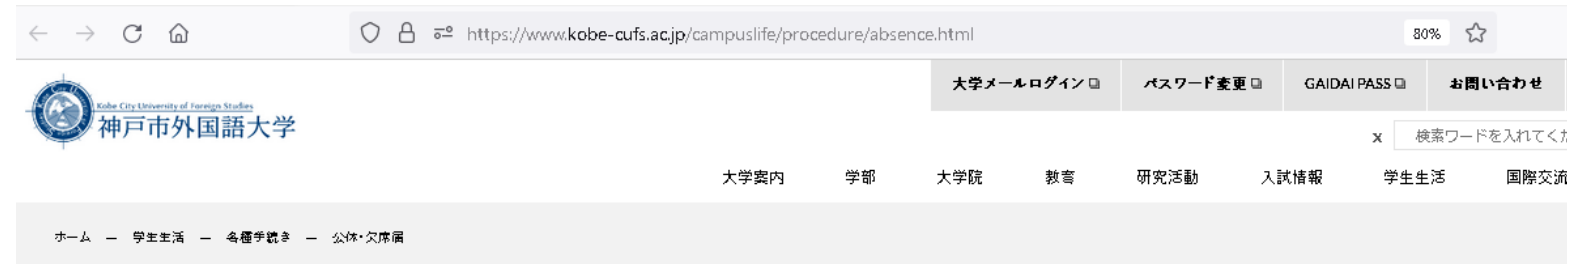 https://www.kobe-cufs.ac.jp/campuslife/procedure/absence.html 80%
大学メールログイン パスワード変更 GAIDAI PASS お問い合わせ
Kobe City University of Foreign Studies
神戸市外国語大学
x 検索ワードを入れてくだ
大学案内 学部 大学院 教育 研究活動 入試情報 学生生活 国際交流
ホーム — 学生生活 — 各種手続き — 公休・欠席届